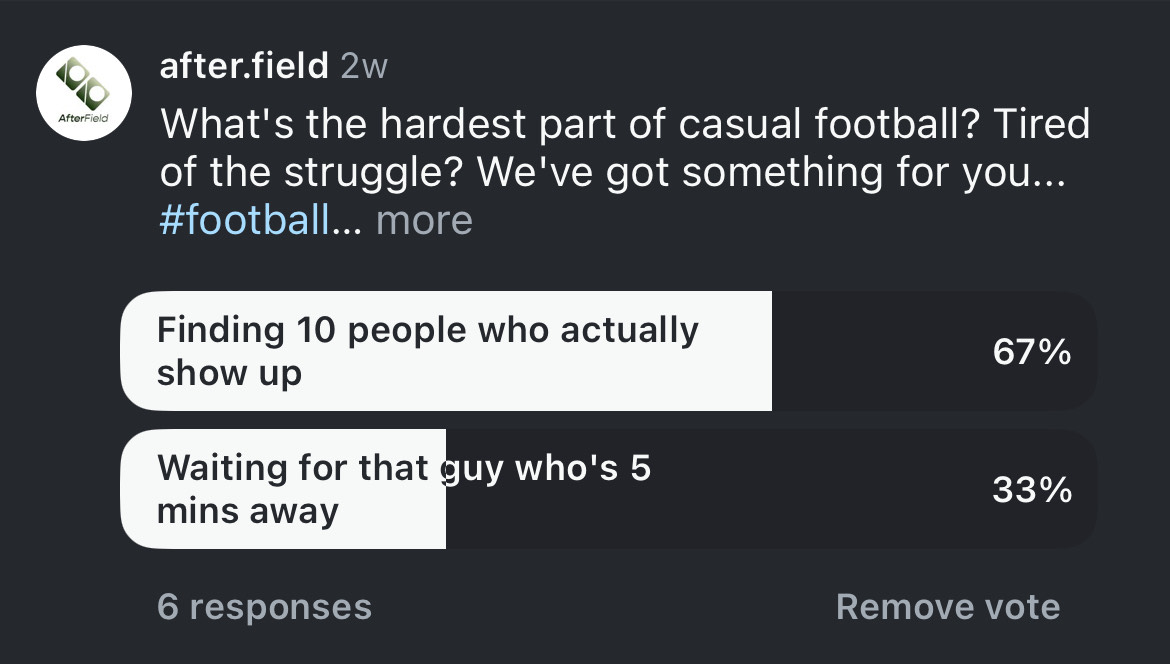 after.field 2w
What's the hardest part of casual football? Tired
of the struggle? We've got something for you...
#football... more
AfterField
Finding 10 people who actually
show up
67%
Waiting for that guy who's 5
mins away
33%
6 responses
Remove vote